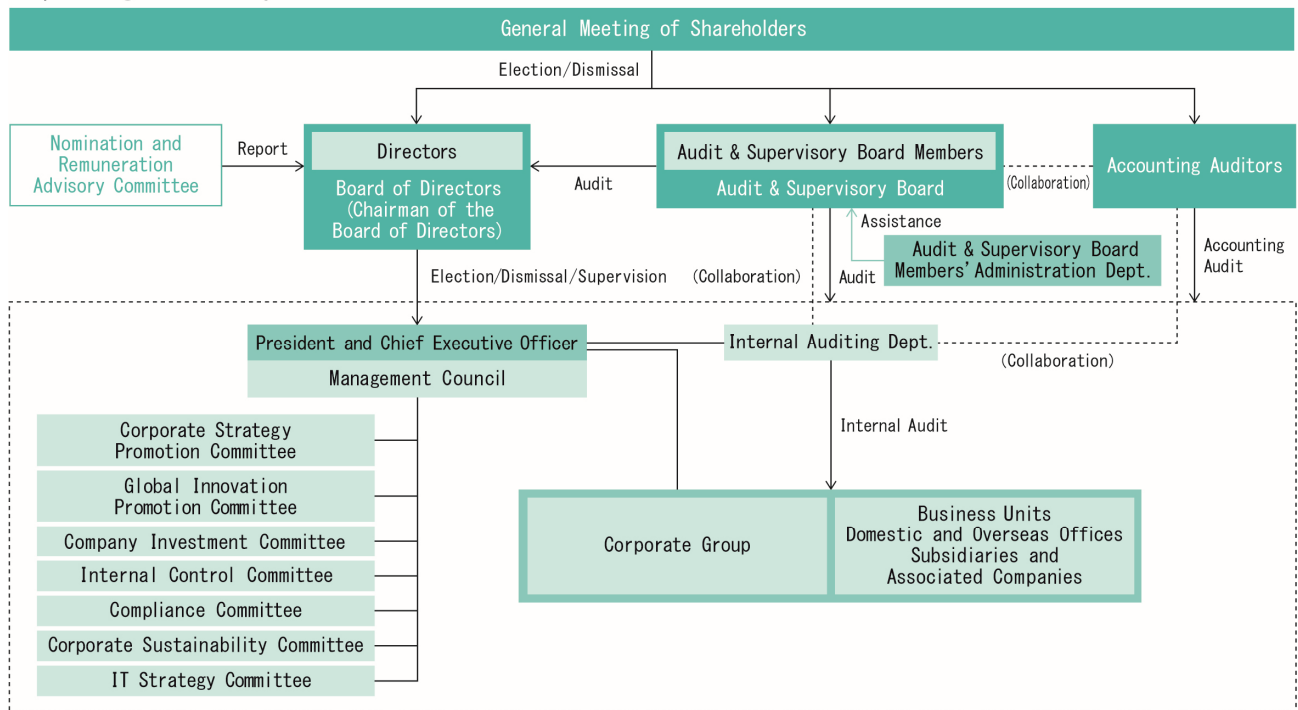 General Meeting of Shareholders
Election/Dismissal
Nomination and
Remuneration
Advisory Committee
Report
Directors
Board of Directors
(Chairman of the
Board of Directors)
Audit
Audit & Supervisory Board Members
Audit & Supervisory Board
(Collaboration)
Accounting Auditors
Assistance
Audit & Supervisory Board
Members' Administration Dept.
Accounting
Audit
Election/Dismissal/Supervision
(Collaboration)
Audit
President and Chief Executive Officer
Management Council
Internal Auditing Dept.
(Collaboration)
Internal Audit
Corporate Strategy
Promotion Committee
Global Innovation
Promotion Committee
Company Investment Committee
Internal Control Committee
Compliance Committee
Corporate Sustainability Committee
IT Strategy Committee
Corporate Group
Business Units
Domestic and Overseas Offices
Subsidiaries and
Associated Companies